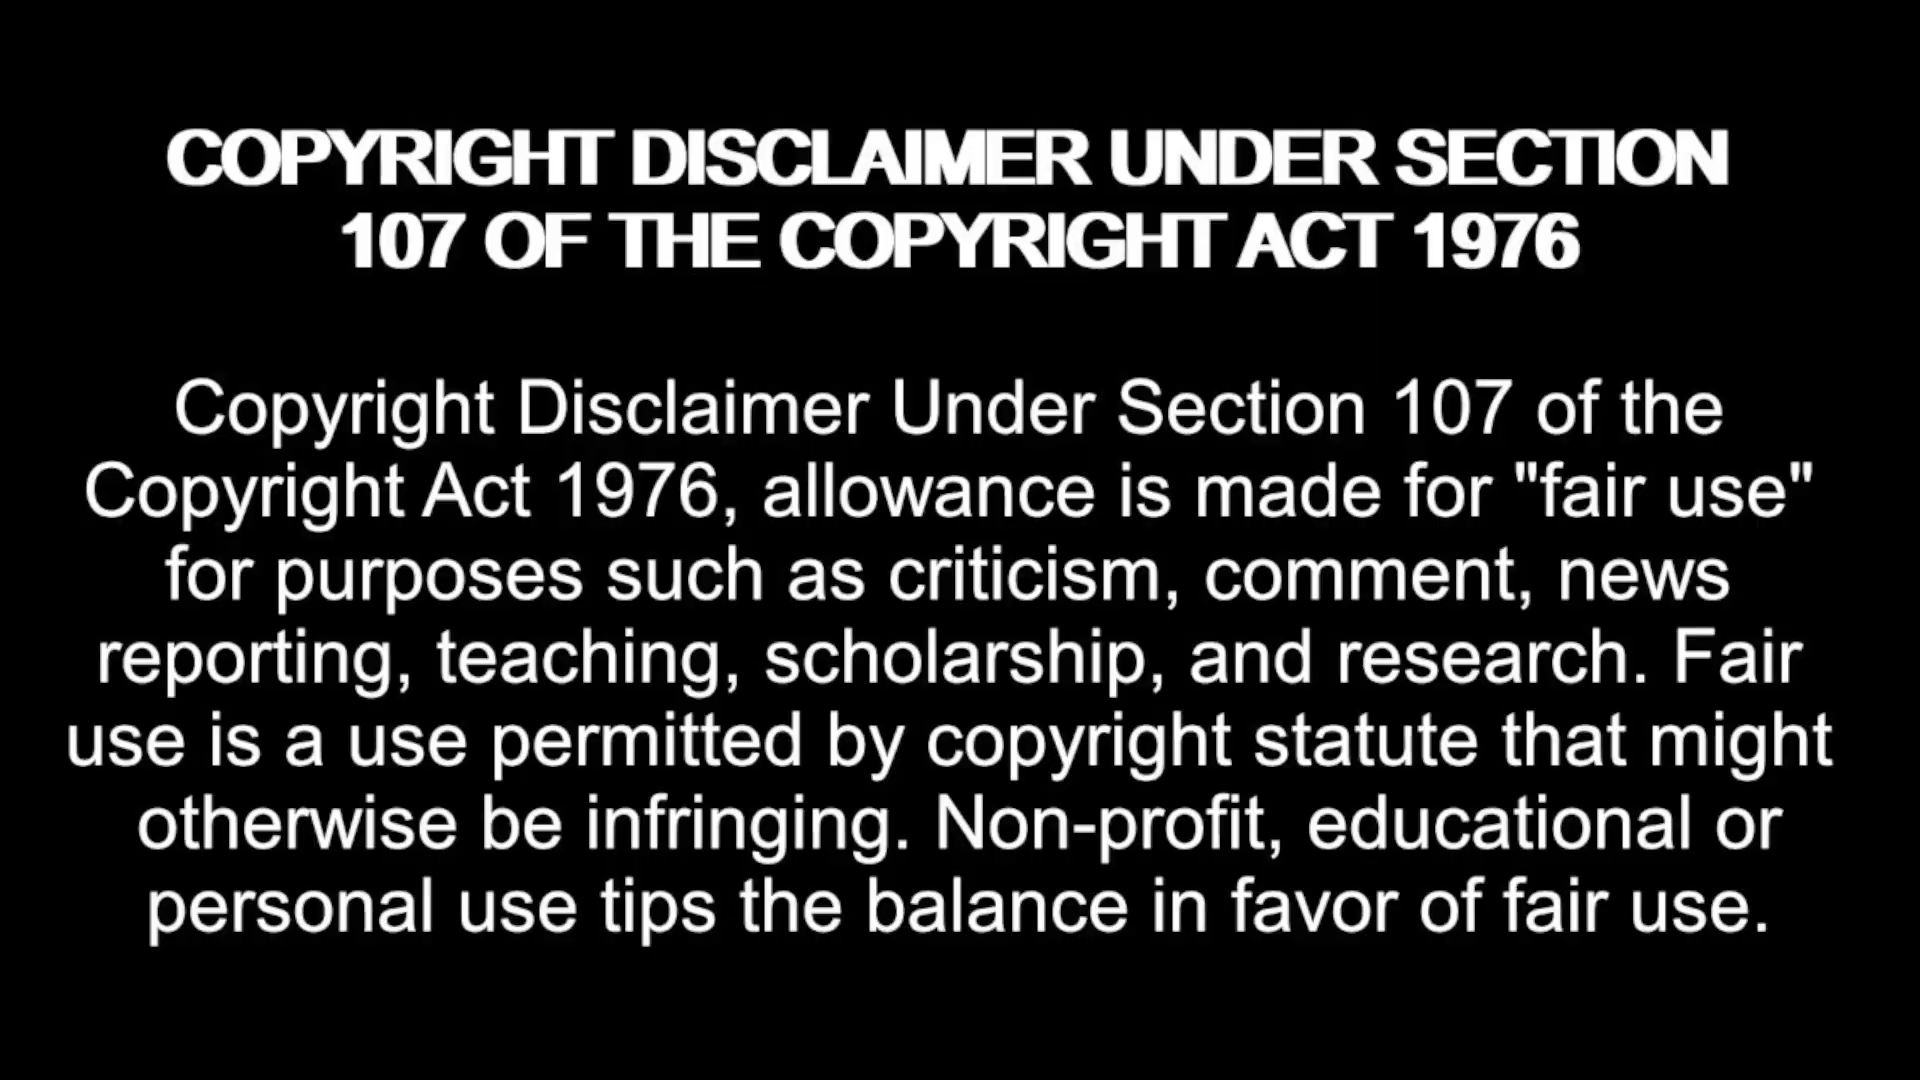 COPYRIGHT DISCLAIMER UNDER SECTION
107 OF THE COPYRIGHT ACT 1976
Copyright Disclaimer Under Section 107 of the
Copyright Act 1976, allowance is made for "fair use"
for purposes such as criticism, comment, news
reporting, teaching, scholarship, and research. Fair
use is a use permitted by copyright statute that might
otherwise be infringing. Non-profit, educational or
personal use tips the balance in favor of fair use.